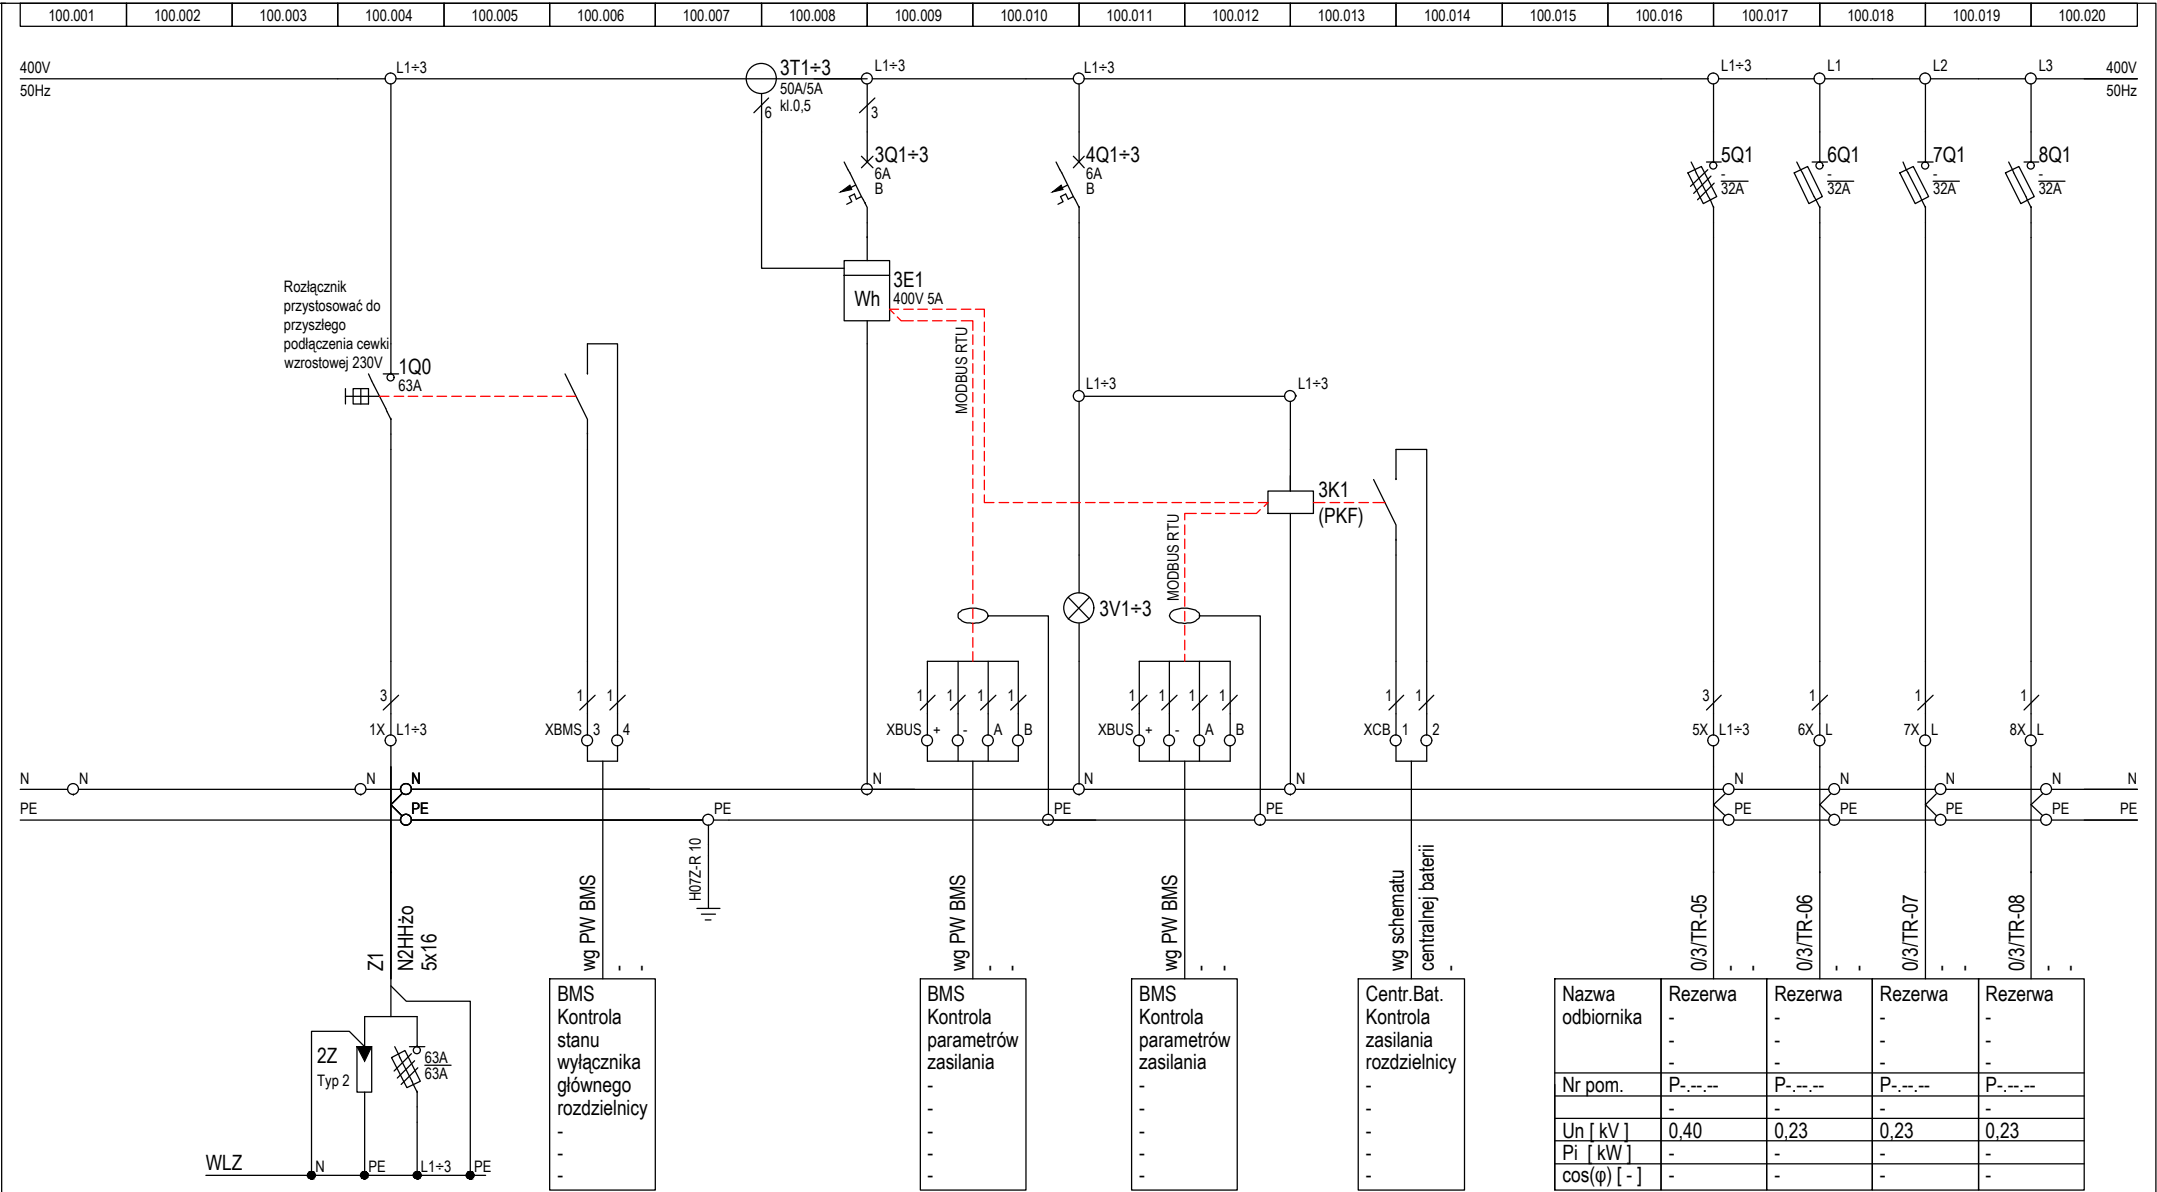 100.001 100.002 100.003 100.004 100.005 100.006 100.007 100.008 100.009 100.010 100.011 100.012 100.013 100.014 100.015 100.016 100.017 100.018 100.019 100.020
400V L1÷3 3T1÷3 L1÷3 L1÷3 L1÷3 L1 L2 L3 400V
50Hz 50A/5A 50Hz
kl.0,5
6 3
3Q1÷3 4Q1÷3 5Q1 6Q1 7Q1 8Q1
6A 6A - - - -
B B 32A 32A 32A 32A
3E1
Wh 400V 5A
Rozłącznik
przystosować do
przyszłego
podłączenia cewki
wzrostowej 230V
1Q0
63A
MODBUS RTU
L1÷3 L1÷3
3K1
(PKF)
MODBUS RTU
3V1÷3
3 1 1 1 1 1 1 1 1 1 1 1 1 3 1 1 1
1X L1÷3 XBMS 3 4 XBUS + - A B XBUS + - A B XCB 1 2 5X L1÷3 6X L 7X L 8X L
N N N N N N N N N N N N
PE PE PE PE PE PE PE PE PE PE
Z1
N2HHżo
5x16
wg PW BMS - -
H07Z-R 10
wg PW BMS - -
wg PW BMS - -
wg schematu
centralnej baterii
-
0/3/TR-05 - -
0/3/TR-06 - -
0/3/TR-07 - -
0/3/TR-08 - -
2Z
Typ 2
63A
63A
WLZ N PE L1÷3 PE
BMS
Kontrola
stanu
wyłącznika
głównego
rozdzielnicy
-
-
-
BMS
Kontrola
parametrów
zasilania
-
-
-
-
-
BMS
Kontrola
parametrów
zasilania
-
-
-
-
-
Centr.Bat.
Kontrola
zasilania
rozdzielnicy
-
-
-
-
-
Nazwa Rezerwa Rezerwa Rezerwa Rezerwa
odbiornika - - - -
- - - -
- - - -
Nr pom. P-.--.-- P-.--.-- P-.--.-- P-.--.--
- - - -
Un [ kV ] 0,40 0,23 0,23 0,23
Pi [ kW ] - - - -
cos(φ) [ - ] - - - -